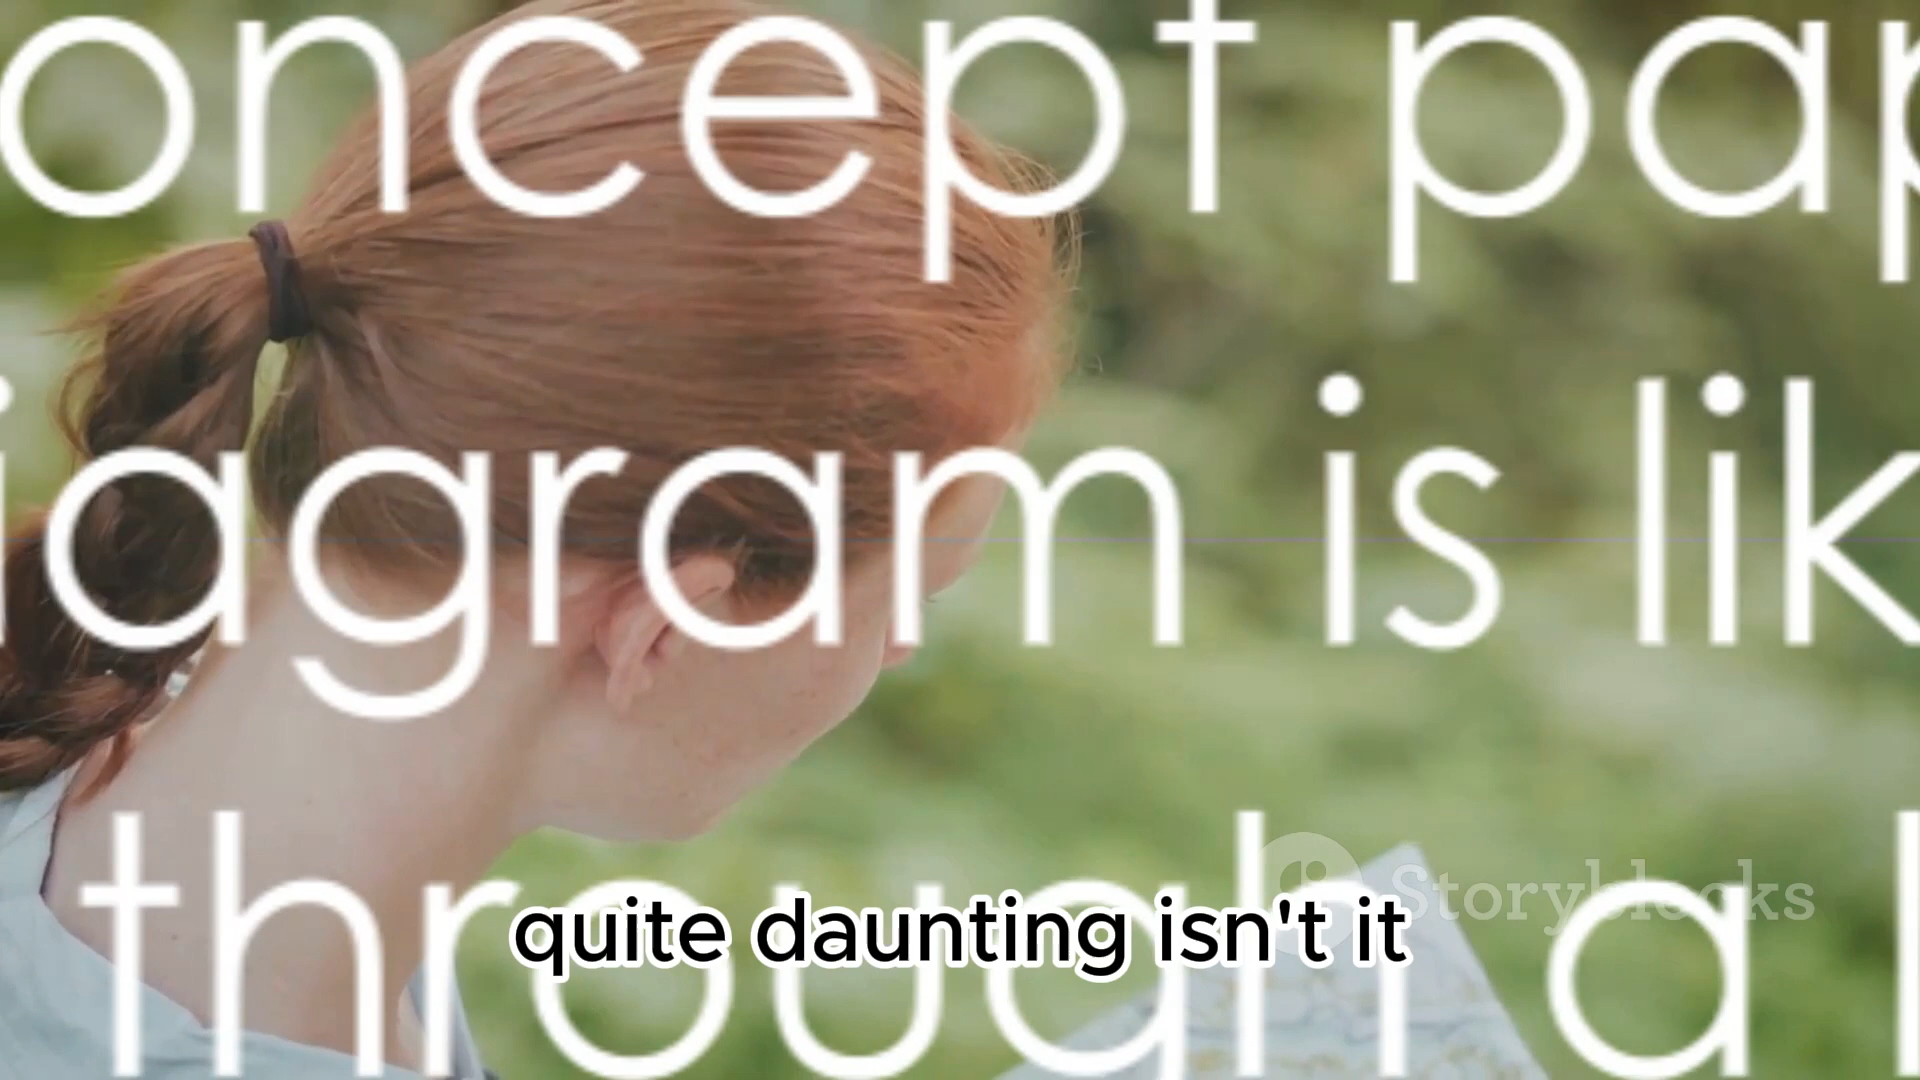 oncept pap
iagram is lik
through a
quite daunting isn't it
Storyblocks